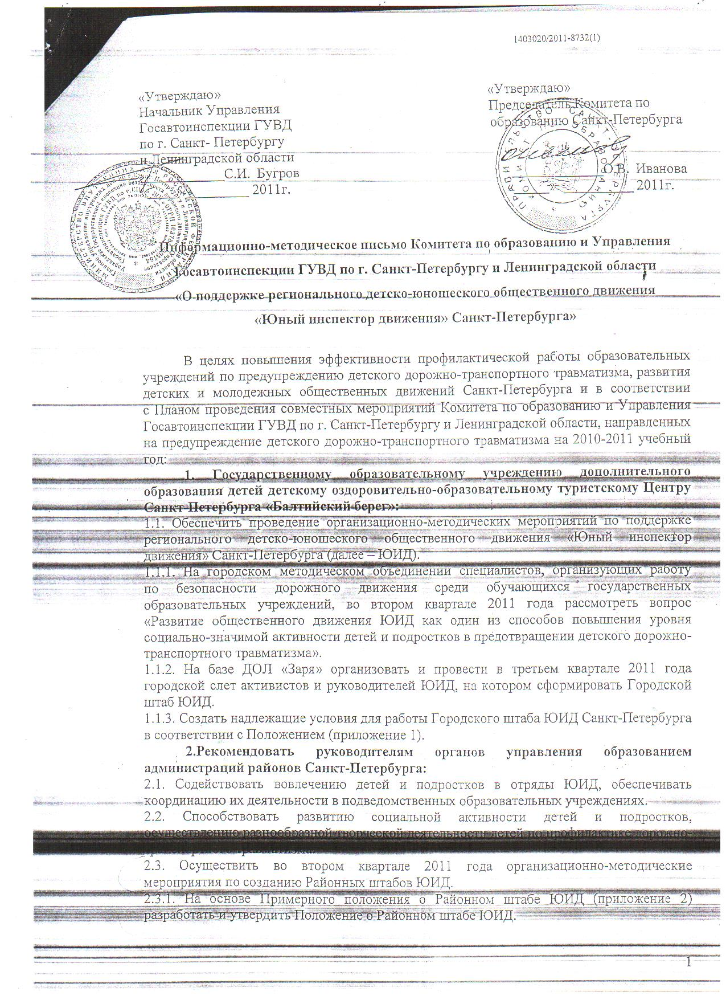 1403020/2011-8732(1)
«Утверждаю»
Начальник Управления
Госавтоинспекции ГУВД
по г. Санкт- Петербургу
и Ленинградской области
С.И. Бугров
2011г.
«Утверждаю»
Председатель Комитета по
образованию Санкт-Петербурга
О.В. Иванова
2011г.
Информационно-методическое письмо Комитета по образованию и Управления
Госавтоинспекции ГУВД по г. Санкт-Петербургу и Ленинградской области
«О поддержке регионального детско-юношеского общественного движения
«Юный инспектор движения» Санкт-Петербурга»
В целях повышения эффективности профилактической работы образовательных
учреждений по предупреждению детского дорожно-транспортного травматизма, развития
детских и молодежных общественных движений Санкт-Петербурга и в соответствии
с Планом проведения совместных мероприятий Комитета по образованию и Управления
Госавтоинспекции ГУВД по г. Санкт-Петербургу и Ленинградской области, направленных
на предупреждение детского дорожно-транспортного травматизма на 2010-2011 учебный
год:
1. Государственному образовательному учреждению дополнительного
образования детей детскому оздоровительно-образовательному туристскому Центру
Санкт-Петербурга «Балтийский берег»:
1.1. Обеспечить проведение организационно-методических мероприятий по поддержке
регионального детско-юношеского общественного движения «Юный инспектор
движения» Санкт-Петербурга (далее – ЮИД).
1.1.1. На городском методическом объединении специалистов, организующих работу
по безопасности дорожного движения среди обучающихся государственных
образовательных учреждений, во втором квартале 2011 года рассмотреть вопрос
«Развитие общественного движения ЮИД как один из способов повышения уровня
социально-значимой активности детей и подростков в предотвращении детского дорожно-
транспортного травматизма».
1.1.2. На базе ДОЛ «Заря» организовать и провести в третьем квартале 2011 года
городской слет активистов и руководителей ЮИД, на котором сформировать Городской
штаб ЮИД.
1.1.3. Создать надлежащие условия для работы Городского штаба ЮИД Санкт-Петербурга
в соответствии с Положением (приложение 1).
2.Рекомендовать руководителям органов управления образованием
администраций районов Санкт-Петербурга:
2.1. Содействовать вовлечению детей и подростков в отряды ЮИД, обеспечивать
координацию их деятельности в подведомственных образовательных учреждениях.
2.2. Способствовать развитию социальной активности детей и подростков,
осуществлению разнообразной творческой деятельности детей по профилактике дорожно-
транспортного травматизма.
2.3. Осуществить во втором квартале 2011 года организационно-методические
мероприятия по созданию Районных штабов ЮИД.
2.3.1. На основе Примерного положения о Районном штабе ЮИД (приложение 2)
разработать и утвердить Положение о Районном штабе ЮИД.
1